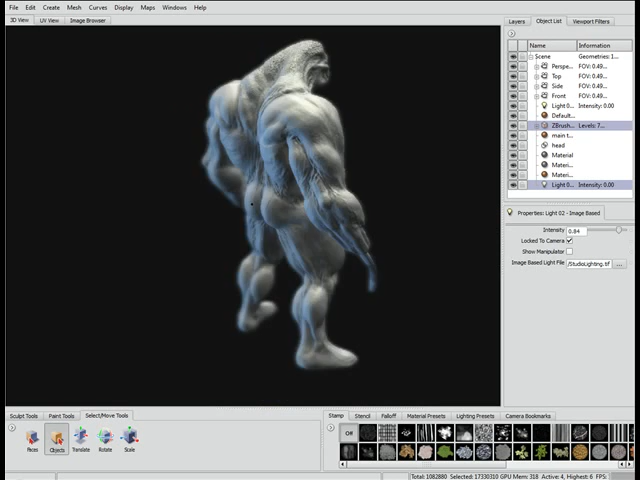 File Edit Create Mesh Curves Display Maps Windows Help
3D View UV View Image Browser
Layers Object List Viewport Filters
Name Information
Scene Geometries: 1...
Perspe... FOV: 0.49...
Top FOV: 0.49...
Side FOV: 0.49...
Front FOV: 0.49...
Light 0... Intensity: 0.00
Default...
ZBrush... Levels: 7...
main t...
head
Material
Materi...
Materi...
Light 0... Intensity: 0.00
Properties: Light 02 - Image Based
Intensity 0.84
Locked To Camera
Show Manipulator
Image Based Light File /StudioLighting.tif ...
Sculpt Tools Paint Tools Select/Move Tools
Faces Objects Translate Rotate Scale
Stamp Stencil Falloff Material Presets Lighting Presets Camera Bookmarks
Off
Total: 1082880 Selected: 17330310 GPU Mem: 318 Active: 4, Highest: 6 FPS: